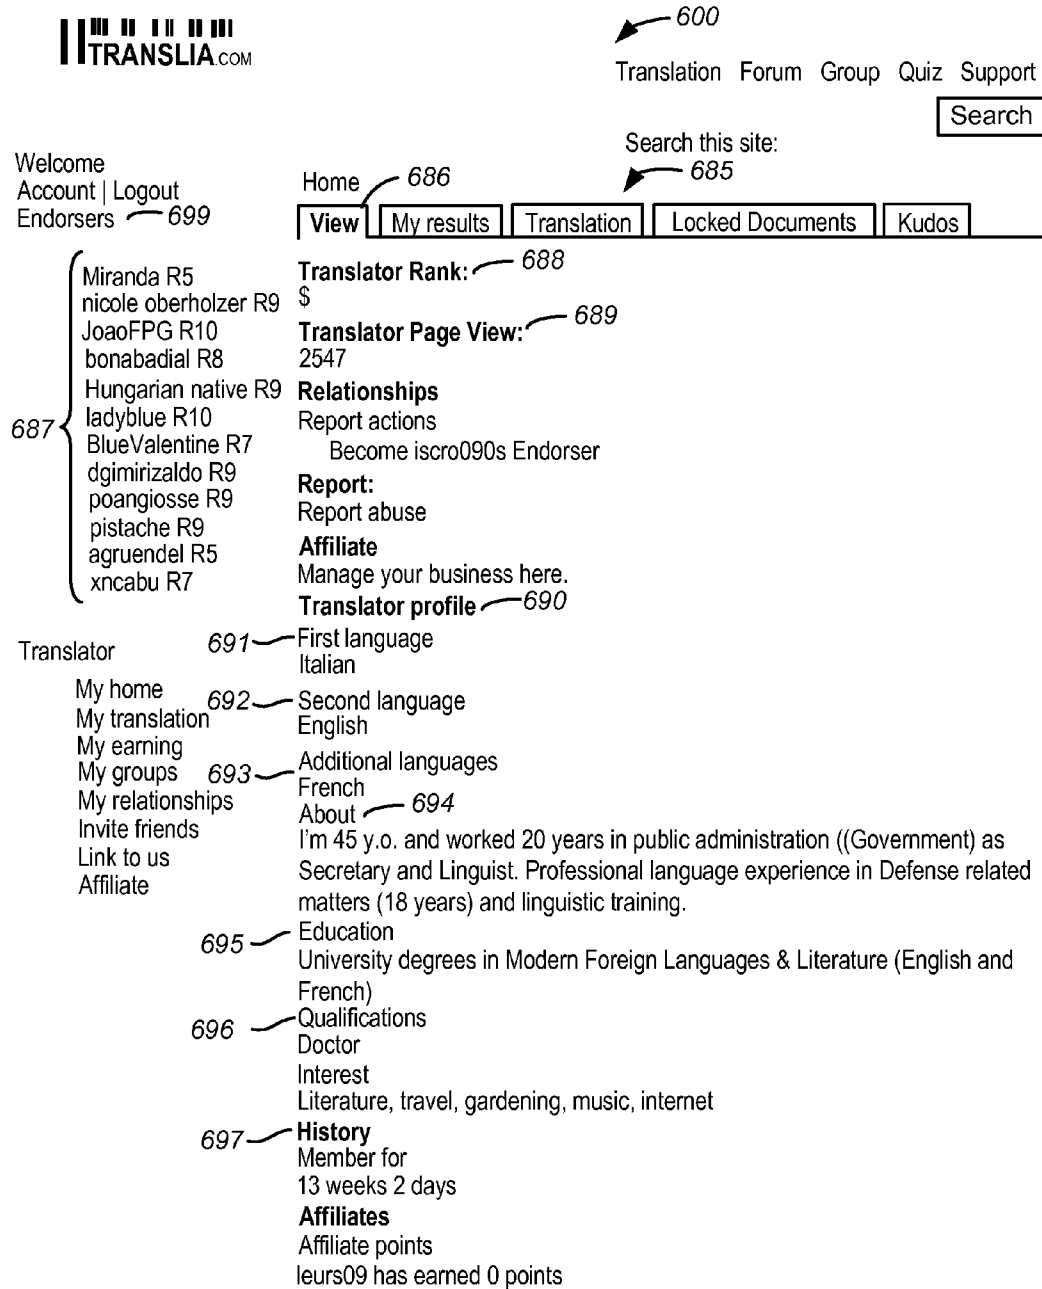 TRANSLIA.COM
600
Translation Forum Group Quiz Support
Search
Search this site:
685
Welcome
Account | Logout
Endorsers 699
Home 686
View My results Translation Locked Documents Kudos
687
Miranda R5
nicole oberholzer R9
JoaoFPG R10
bonabadial R8
Hungarian native R9
ladyblue R10
BlueValentine R7
dgimirizaldo R9
poangiosse R9
pistache R9
agruendel R5
xncabu R7
Translator
My home
My translation
My earning
My groups
My relationships
Invite friends
Link to us
Affiliate
Translator Rank: 688
$
Translator Page View: 689
2547
Relationships
Report actions
Become iscro090s Endorser
Report:
Report abuse
Affiliate
Manage your business here.
Translator profile 690
691 First language
Italian
692 Second language
English
693 Additional languages
French
About 694
I'm 45 y.o. and worked 20 years in public administration ((Government) as
Secretary and Linguist. Professional language experience in Defense related
matters (18 years) and linguistic training.
695 Education
University degrees in Modern Foreign Languages & Literature (English and
French)
696 Qualifications
Doctor
Interest
Literature, travel, gardening, music, internet
697 History
Member for
13 weeks 2 days
Affiliates
Affiliate points
leurs09 has earned 0 points